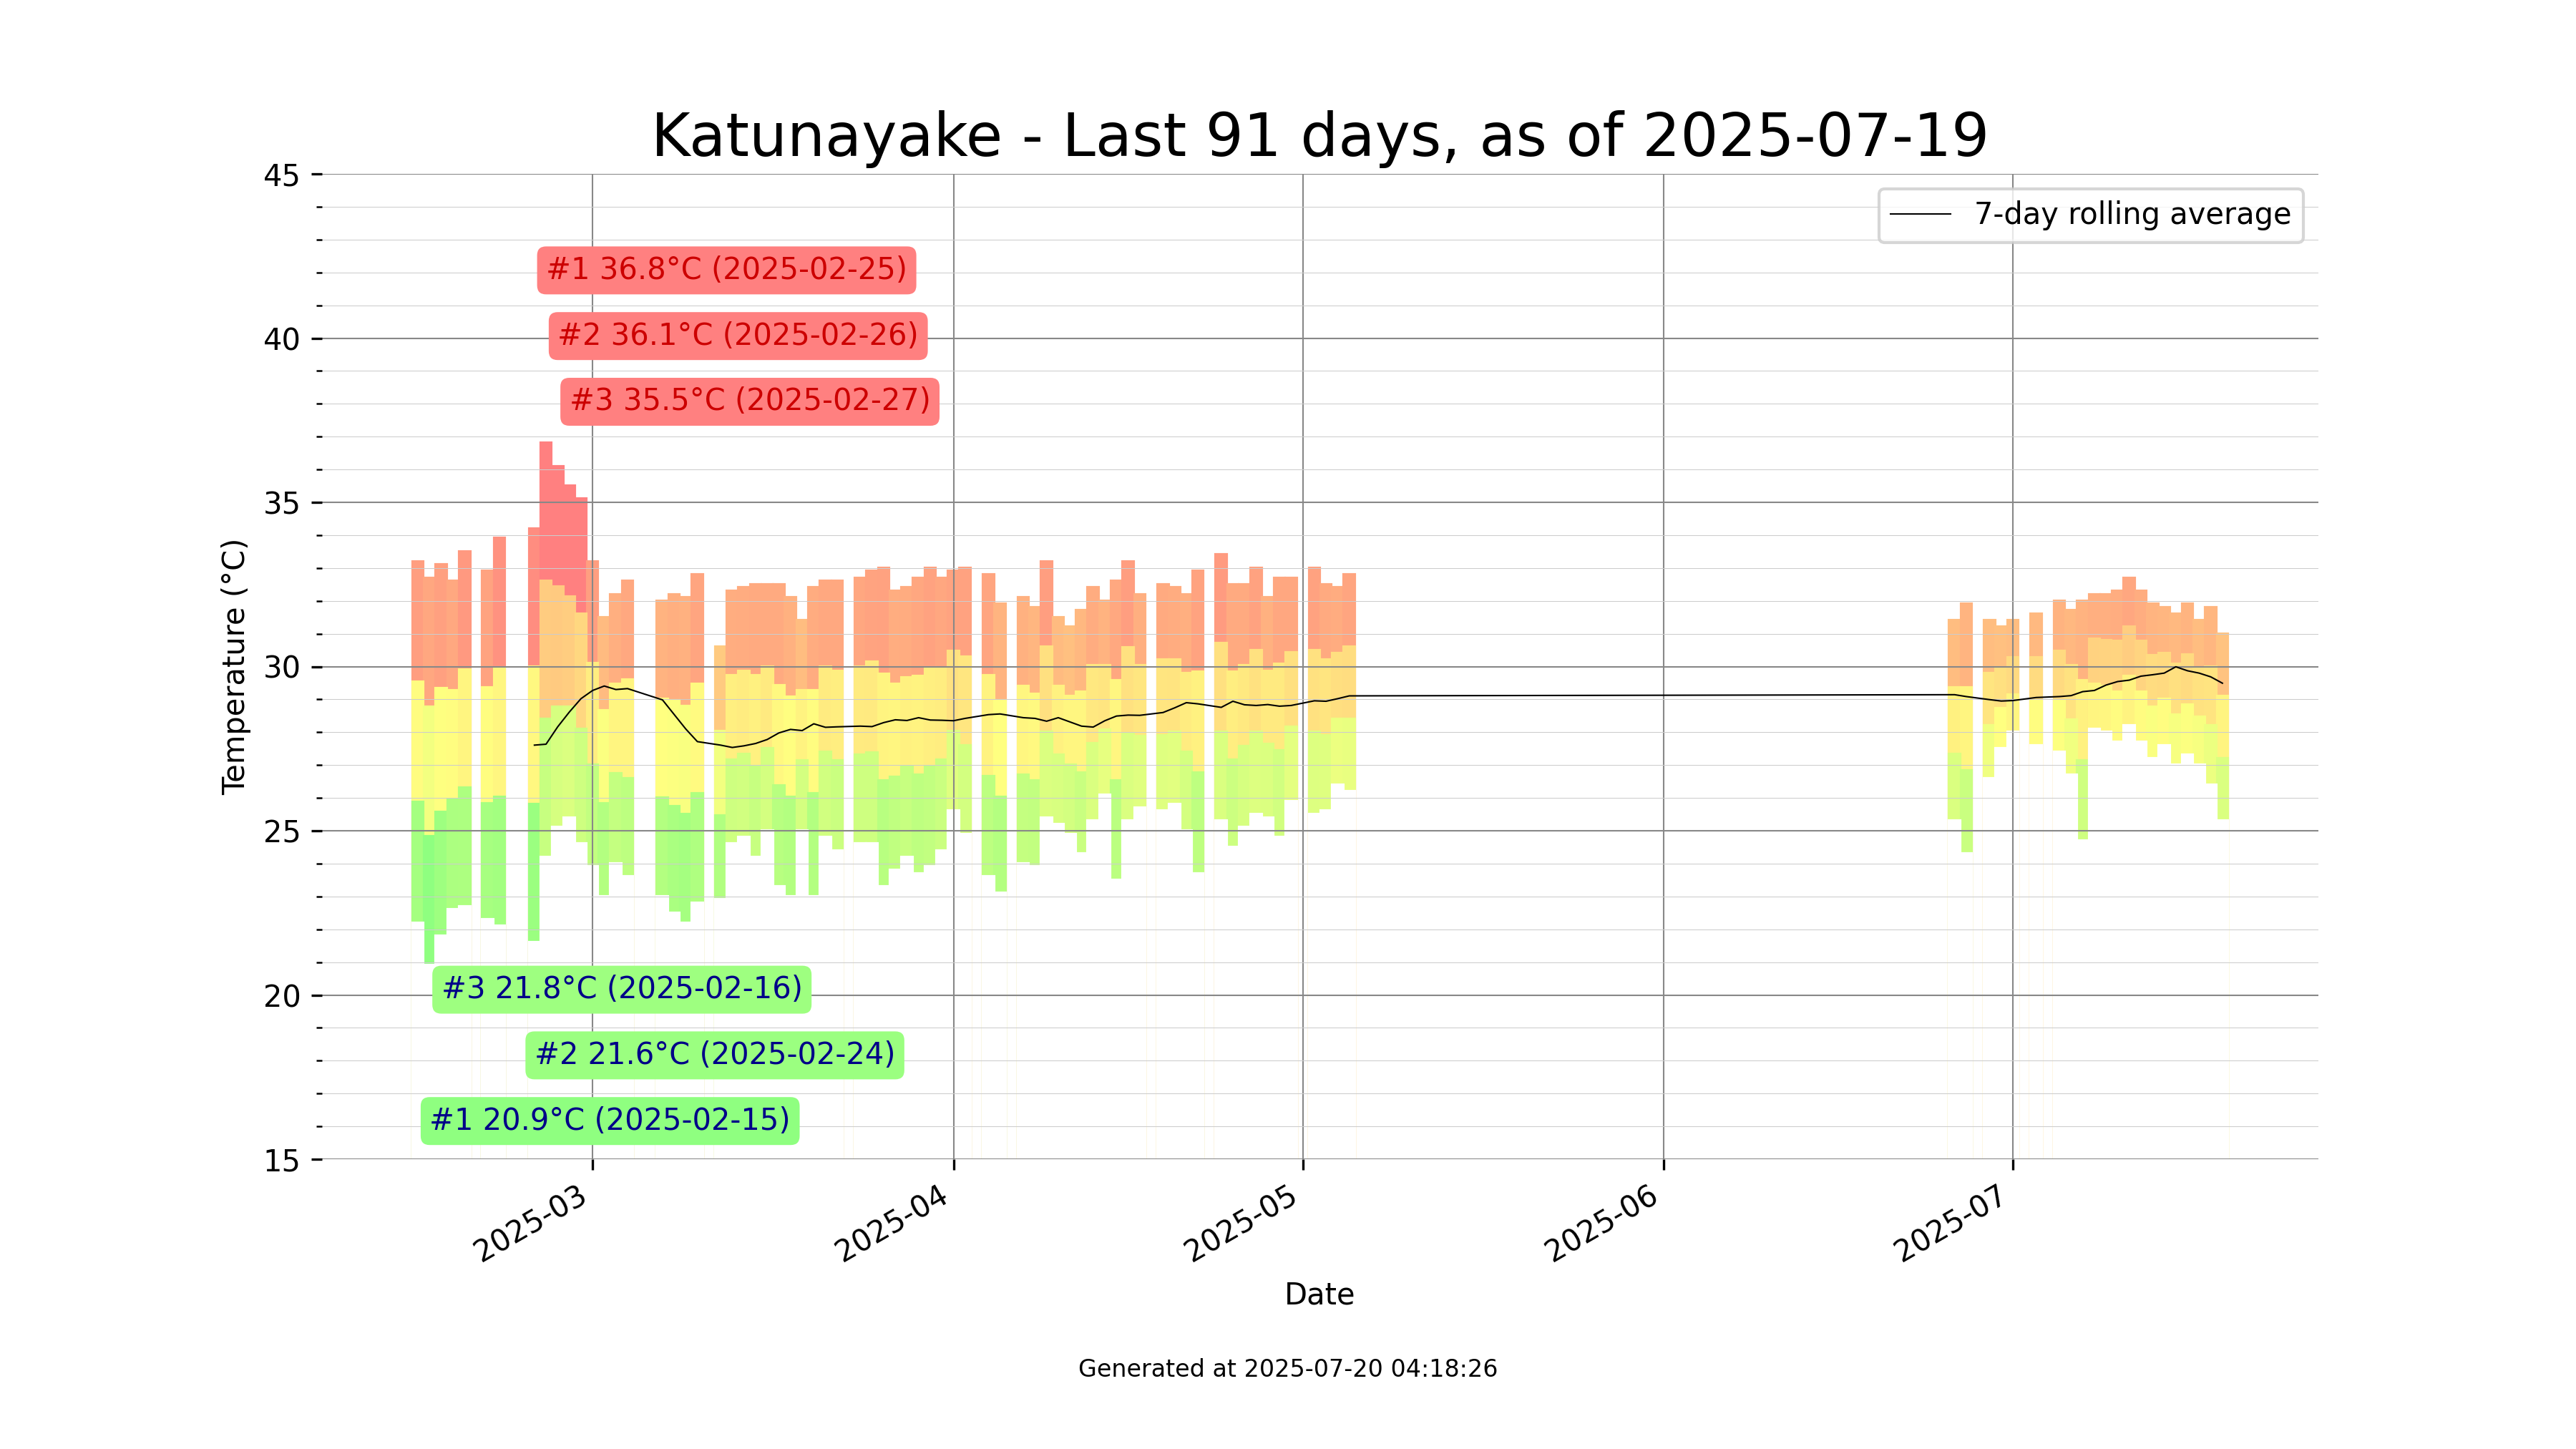 Katunayake - Last 91 days, as of 2025-07-19
45
7-day rolling average
#1 36.8°C (2025-02-25)
#2 36.1°C (2025-02-26)
40
#3 35.5°C (2025-02-27)
35
Temperature (°C)
30
25
#3 21.8°C (2025-02-16)
20
#2 21.6°C (2025-02-24)
#1 20.9°C (2025-02-15)
15
2025-03
2025-04
2025-05
2025-06
2025-07
Date
Generated at 2025-07-20 04:18:26